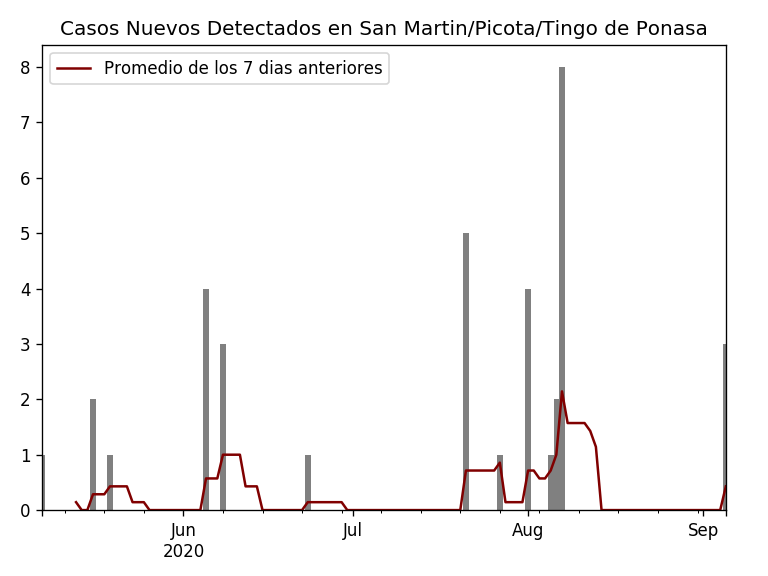 Casos Nuevos Detectados en San Martin/Picota/Tingo de Ponasa
Promedio de los 7 dias anteriores
8
7
6
5
4
3
2
1
0
Jun
2020
Jul
Aug
Sep